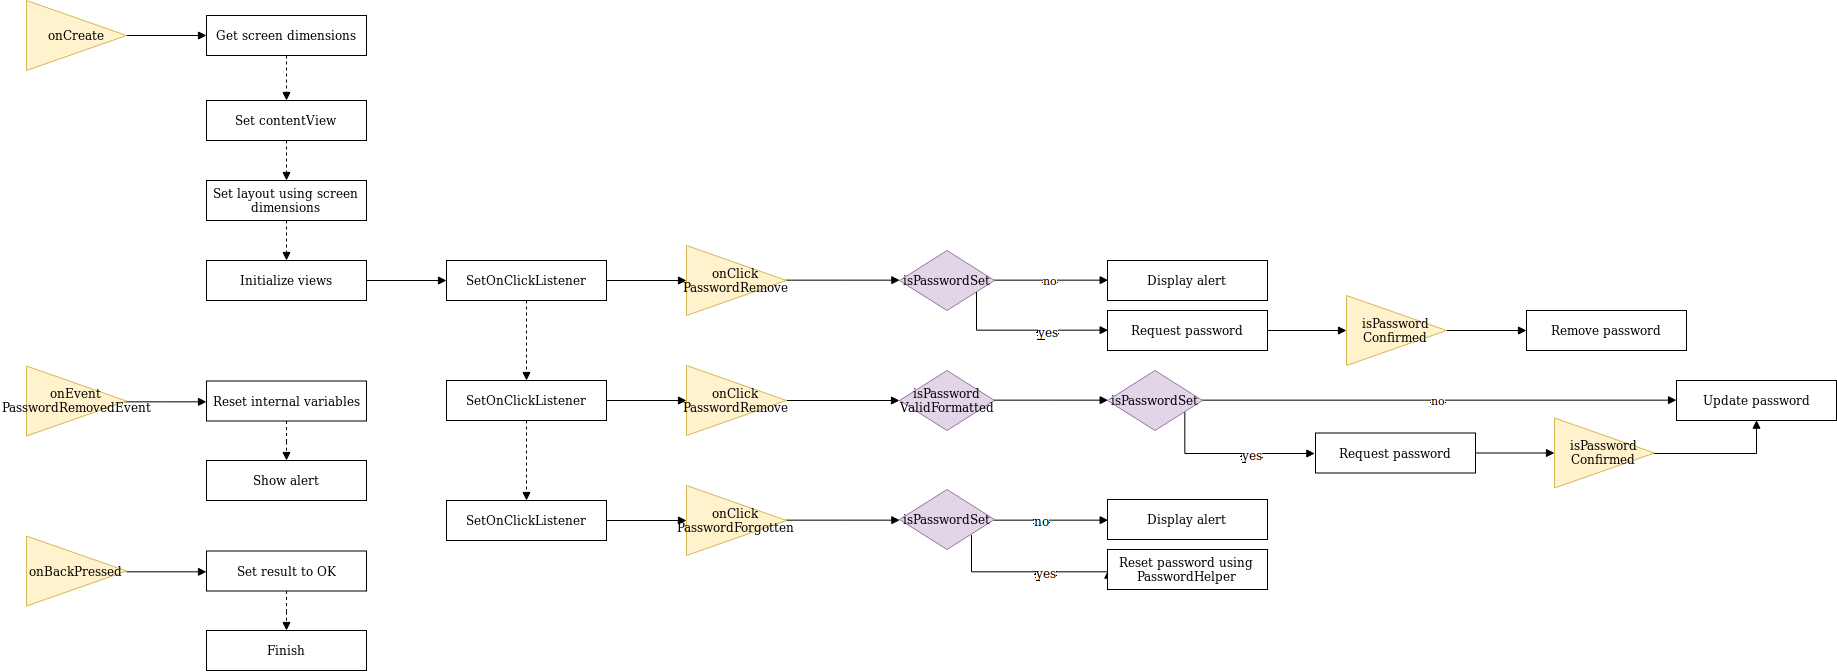 onCreate
Get screen dimensions
Set contentView
Set layout using screen
dimensions
Initialize views
SetOnClickListener
onClick
PasswordRemove
isPasswordSet
no
Display alert
yes
Request password
isPassword
Confirmed
Remove password
onEvent
PasswordRemovedEvent
Reset internal variables
Show alert
SetOnClickListener
onClick
PasswordRemove
isPassword
ValidFormatted
isPasswordSet
no
Update password
yes
Request password
isPassword
Confirmed
SetOnClickListener
onClick
PasswordForgotten
isPasswordSet
no
Display alert
yes
Reset password using
PasswordHelper
onBackPressed
Set result to OK
Finish